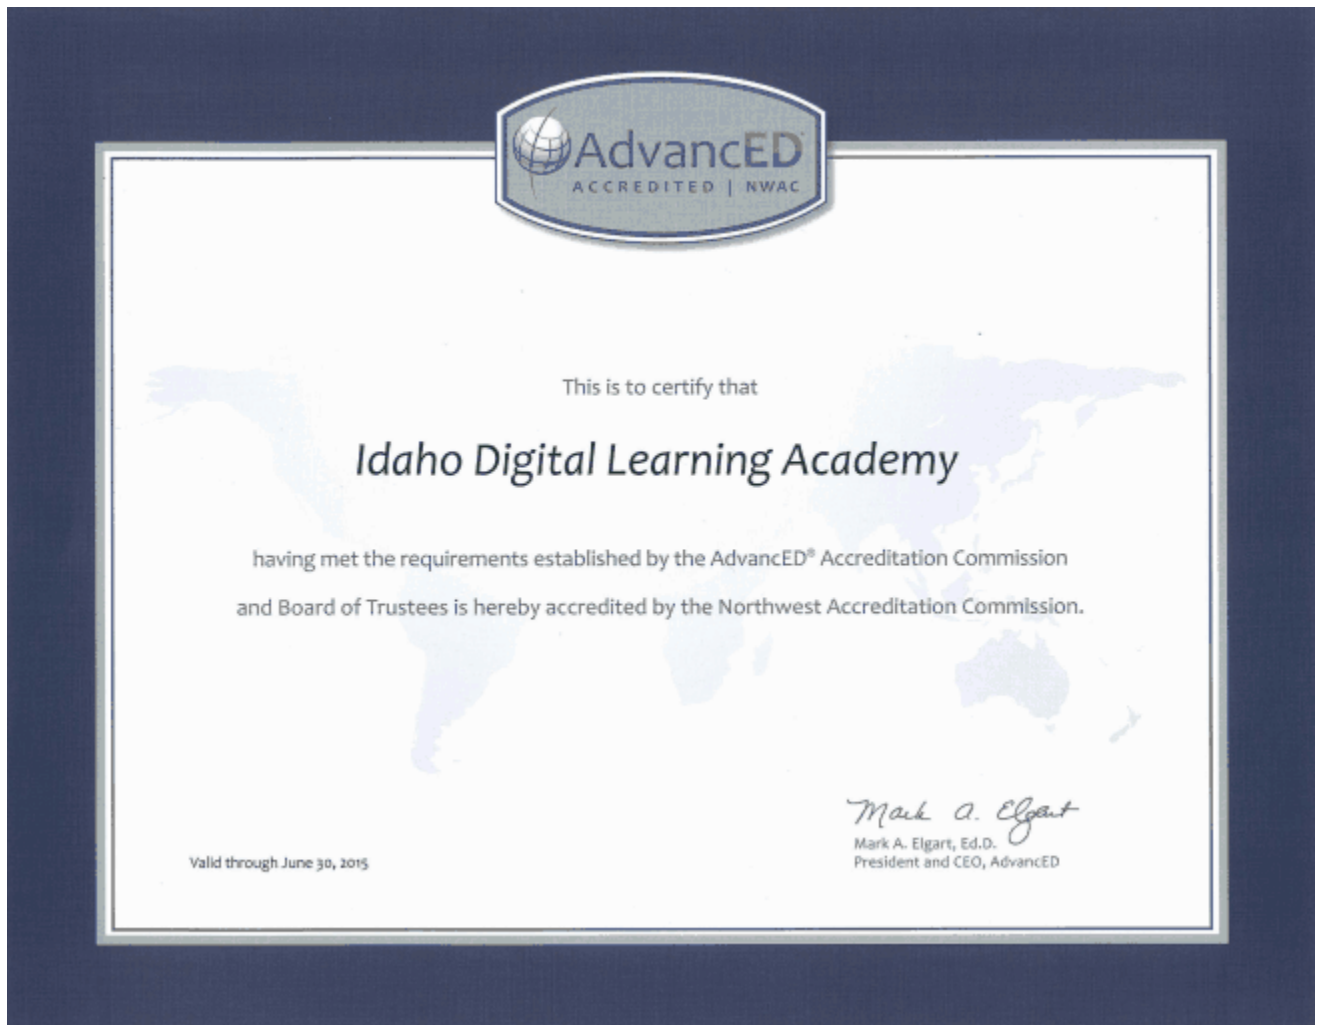 AdvancED
ACCREDITED | NWAC
This is to certify that
Idaho Digital Learning Academy
having met the requirements established by the AdvancED® Accreditation Commission
and Board of Trustees is hereby accredited by the Northwest Accreditation Commission.
Mark A. Elgart
Mark A. Elgart, Ed.D.
President and CEO, AdvancED
Valid through June 30, 2015